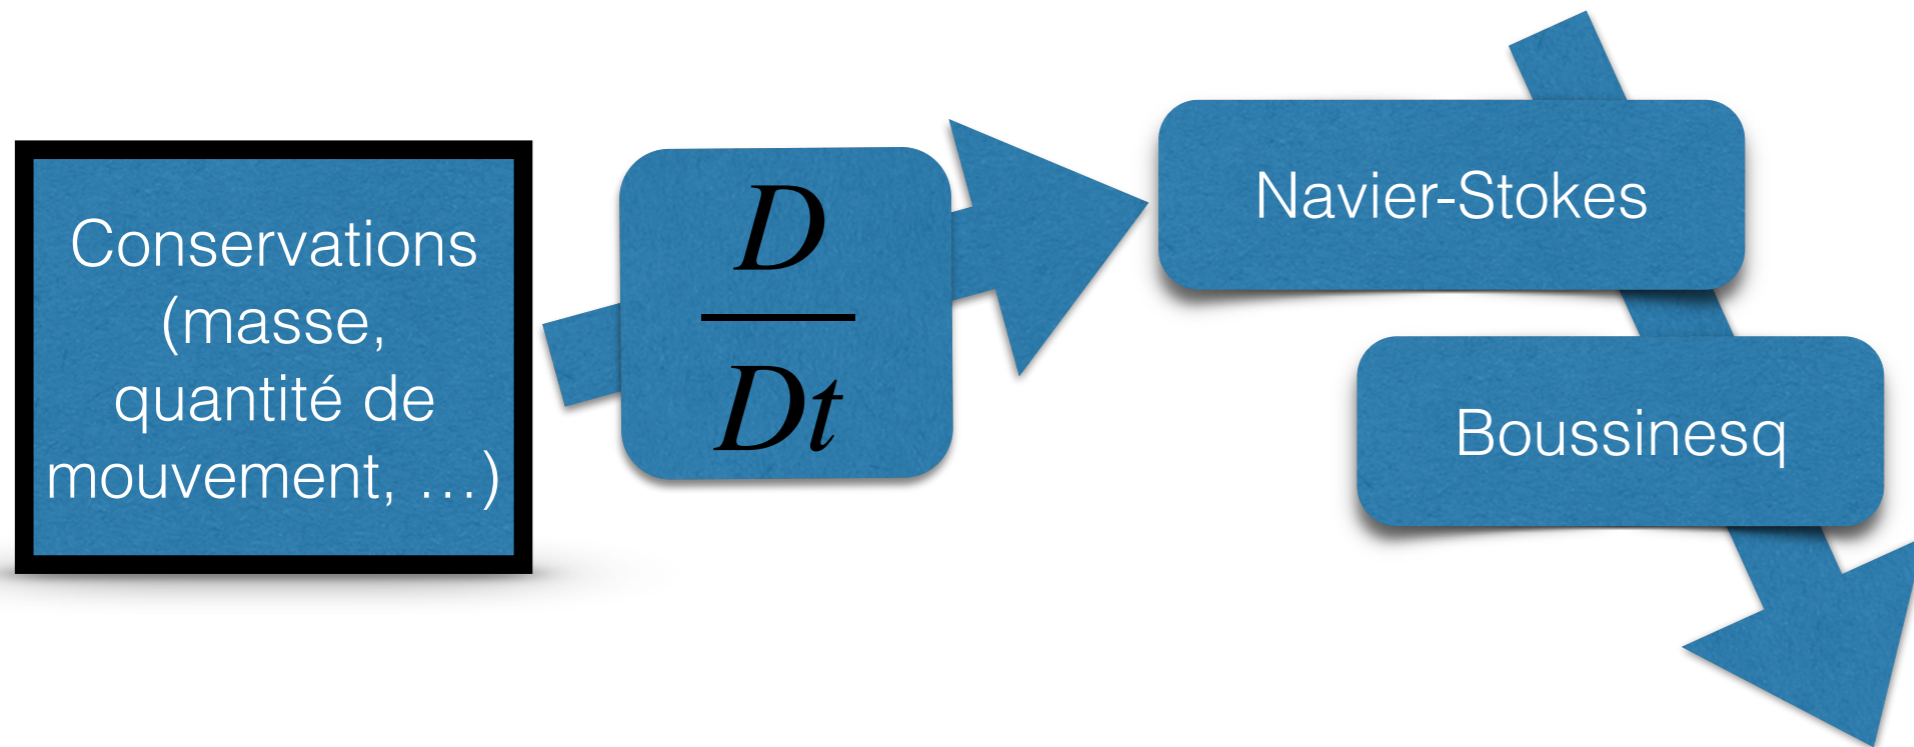 Conservations
(masse,
quantité de
mouvement, …)
D
Dt
Navier-Stokes
Boussinesq